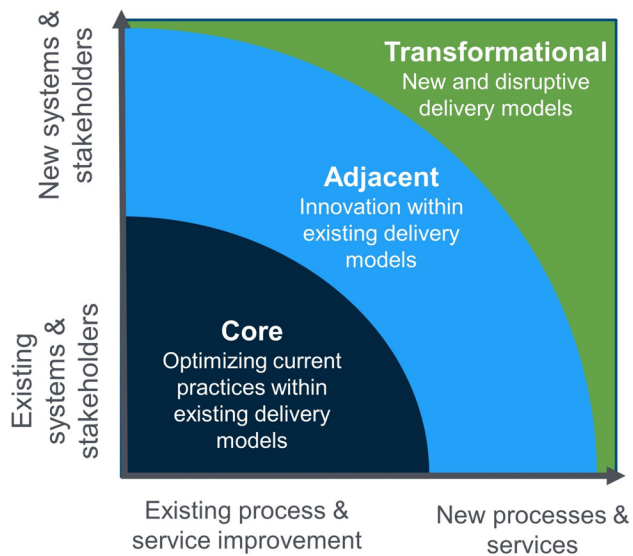 New systems &
stakeholders
Existing
systems &
stakeholders
Transformational
New and disruptive
delivery models
Adjacent
Innovation within
existing delivery
models
Core
Optimizing current
practices within
existing delivery
models
Existing process &
service improvement
New processes &
services